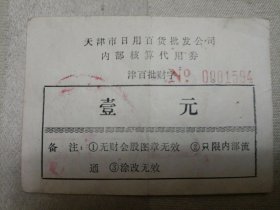 天津市日用百货批发公司
内部核算代用券
津百批财字 № 0801594
壹 元
备 注：①无财会股图章无效 ②只限内部流
通 ③涂改无效